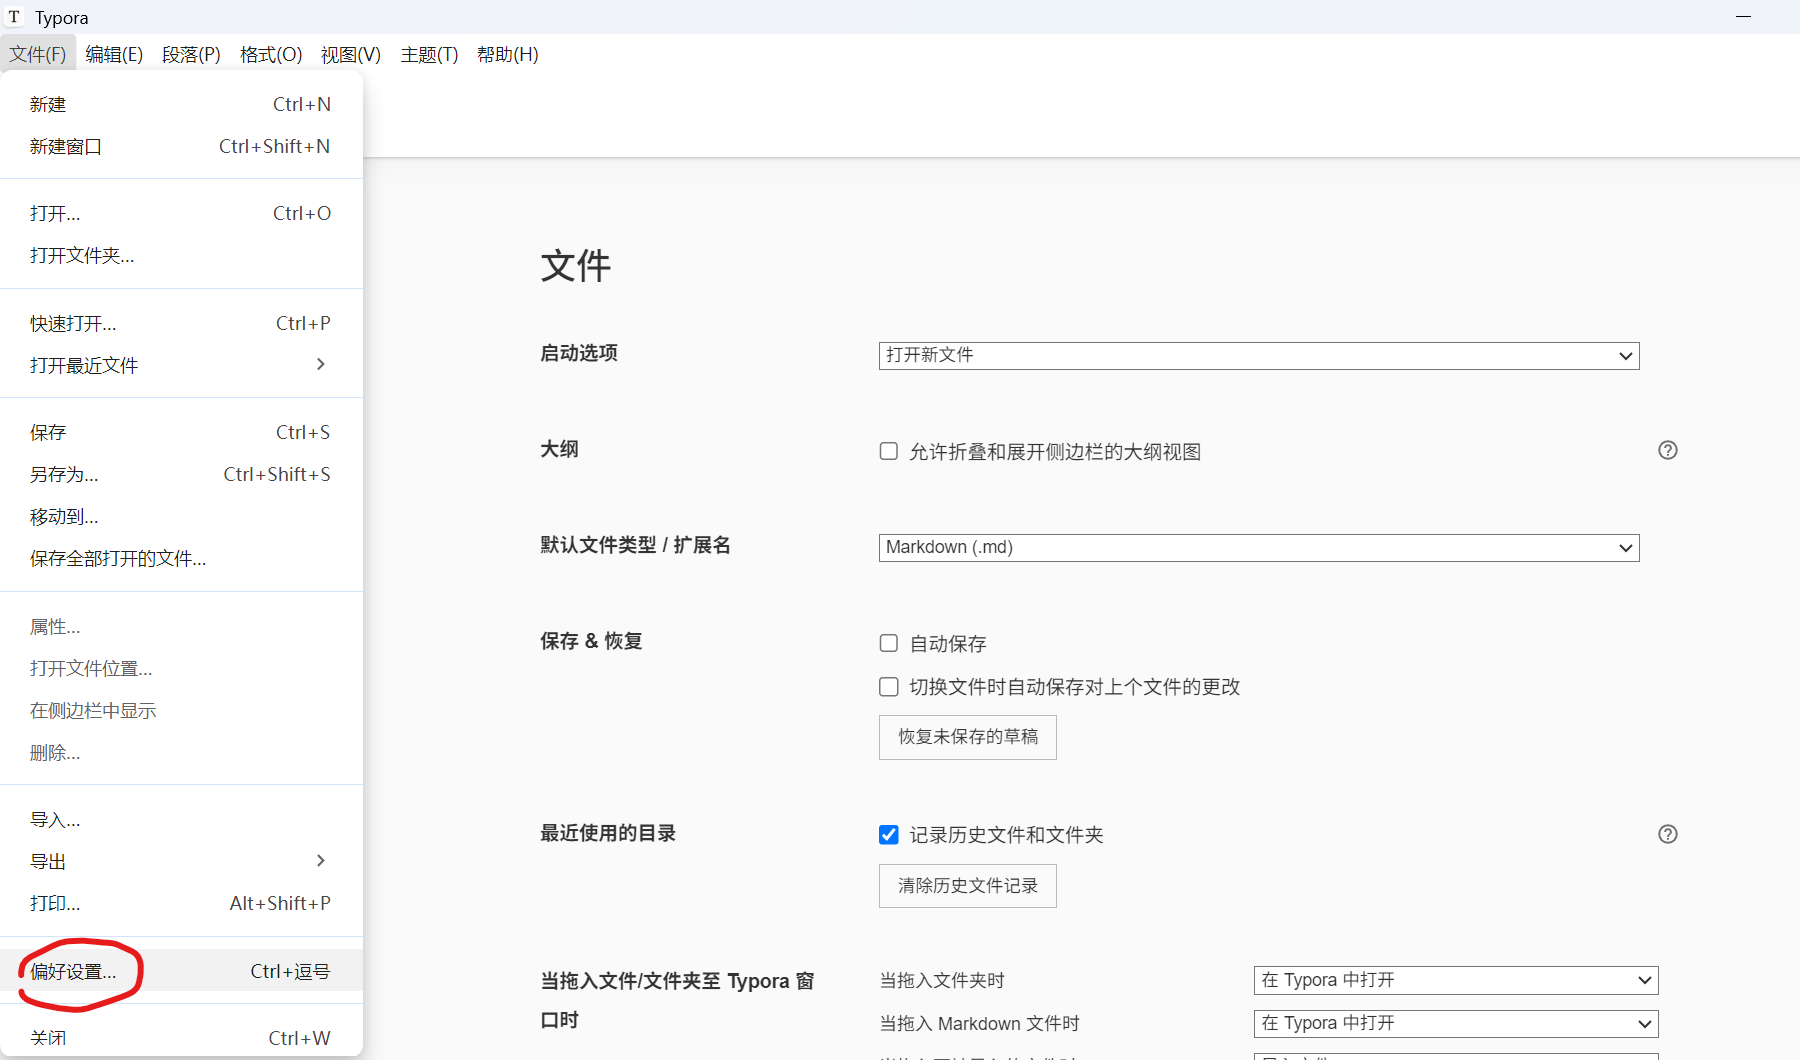 T Typora
文件(F) 编辑(E) 段落(P) 格式(O) 视图(V) 主题(T) 帮助(H)
新建 Ctrl+N
新建窗口 Ctrl+Shift+N
打开... Ctrl+O
打开文件夹...
快速打开... Ctrl+P
打开最近文件
保存 Ctrl+S
另存为... Ctrl+Shift+S
移动到...
保存全部打开的文件...
属性...
打开文件位置...
在侧边栏中显示
删除...
导入...
导出
打印... Alt+Shift+P
偏好设置... Ctrl+逗号
关闭 Ctrl+W
文件
启动选项 打开新文件
大纲 允许折叠和展开侧边栏的大纲视图
默认文件类型 / 扩展名 Markdown (.md)
保存 & 恢复 自动保存
切换文件时自动保存对上个文件的更改
恢复未保存的草稿
最近使用的目录 记录历史文件和文件夹
清除历史文件记录
当拖入文件/文件夹至 Typora 窗
口时
当拖入文件夹时 在 Typora 中打开
当拖入 Markdown 文件时 在 Typora 中打开